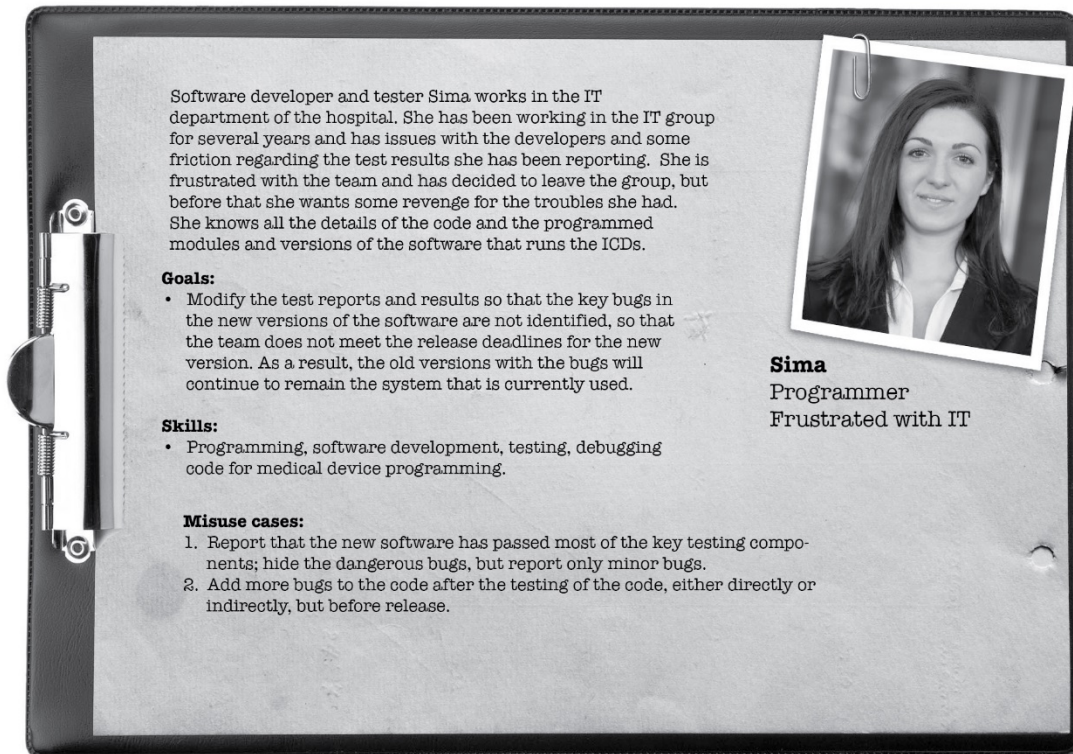 Software developer and tester Sima works in the IT
department of the hospital. She has been working in the IT group
for several years and has issues with the developers and some
friction regarding the test results she has been reporting.  She is
frustrated with the team and has decided to leave the group, but
before that she wants some revenge for the troubles she had.
She knows all the details of the code and the programmed
modules and versions of the software that runs the ICDs.
Goals:
• Modify the test reports and results so that the key bugs in
the new versions of the software are not identified, so that
the team does not meet the release deadlines for the new
version. As a result, the old versions with the bugs will
continue to remain the system that is currently used.
Skills:
• Programming, software development, testing, debugging
code for medical device programming.
Misuse cases:
1. Report that the new software has passed most of the key testing compo-
nents; hide the dangerous bugs, but report only minor bugs.
2. Add more bugs to the code after the testing of the code, either directly or
indirectly, but before release.
Sima
Programmer
Frustrated with IT